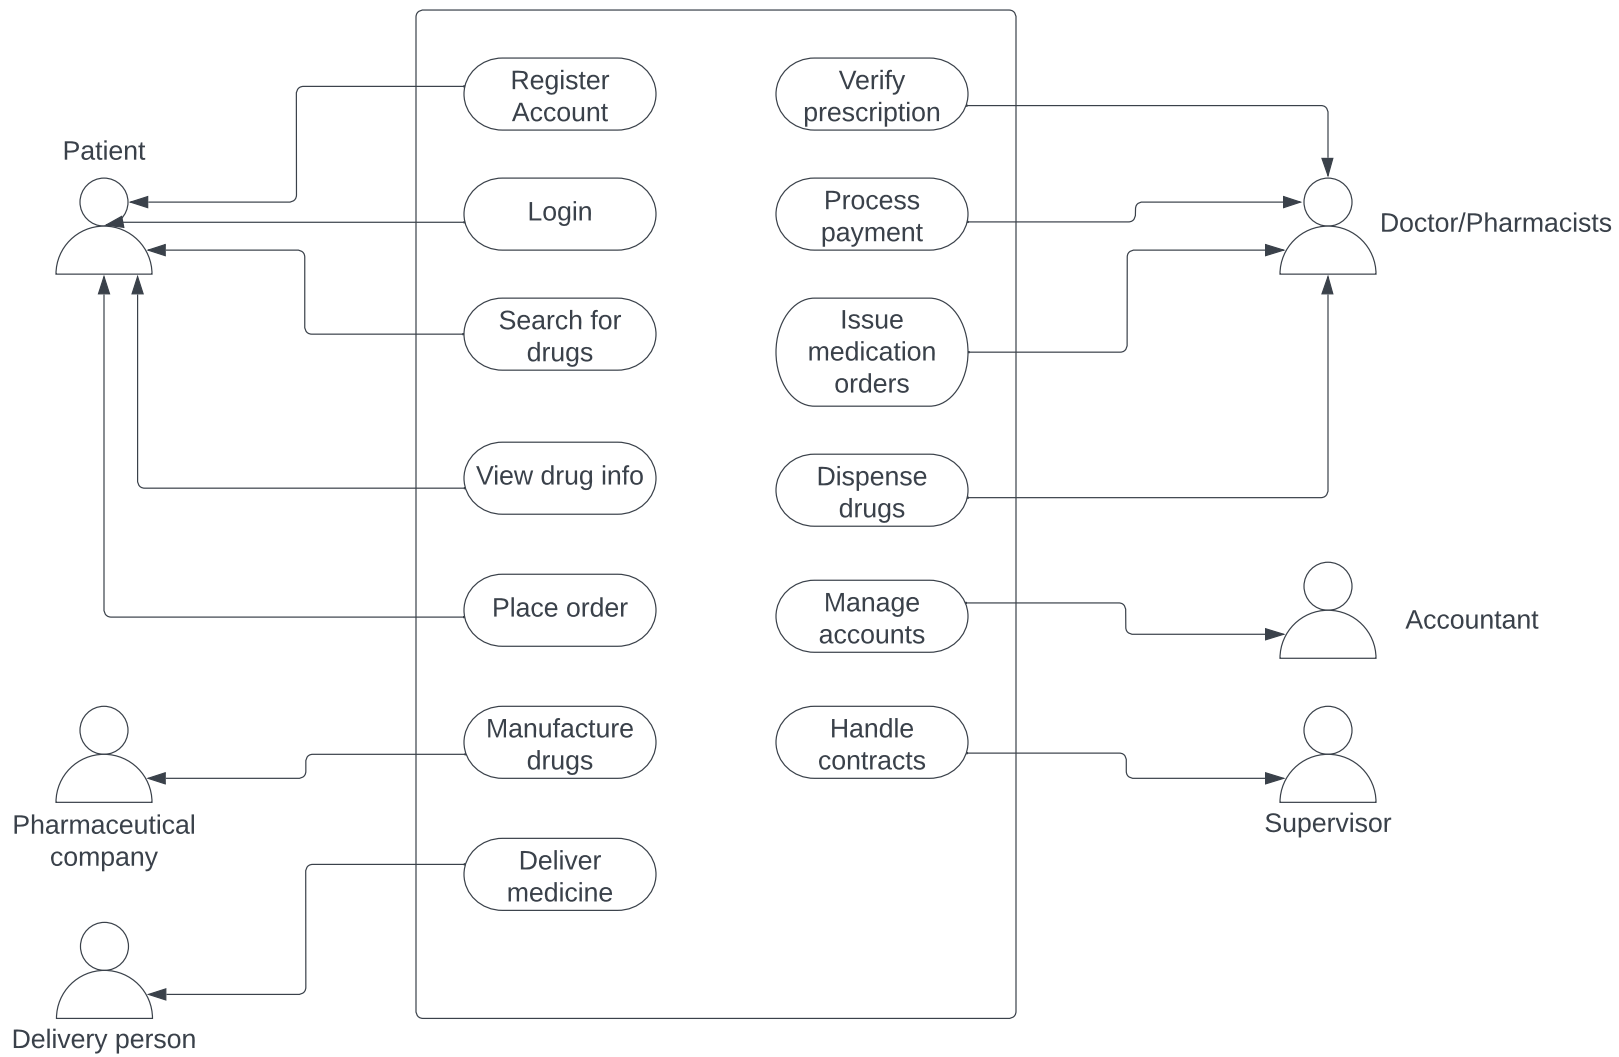 Patient
Register
Account
Login
Search for
drugs
View drug info
Place order
Manufacture
drugs
Deliver
medicine
Pharmaceutical
company
Delivery person
Verify
prescription
Process
payment
Issue
medication
orders
Dispense
drugs
Manage
accounts
Handle
contracts
Doctor/Pharmacists
Accountant
Supervisor